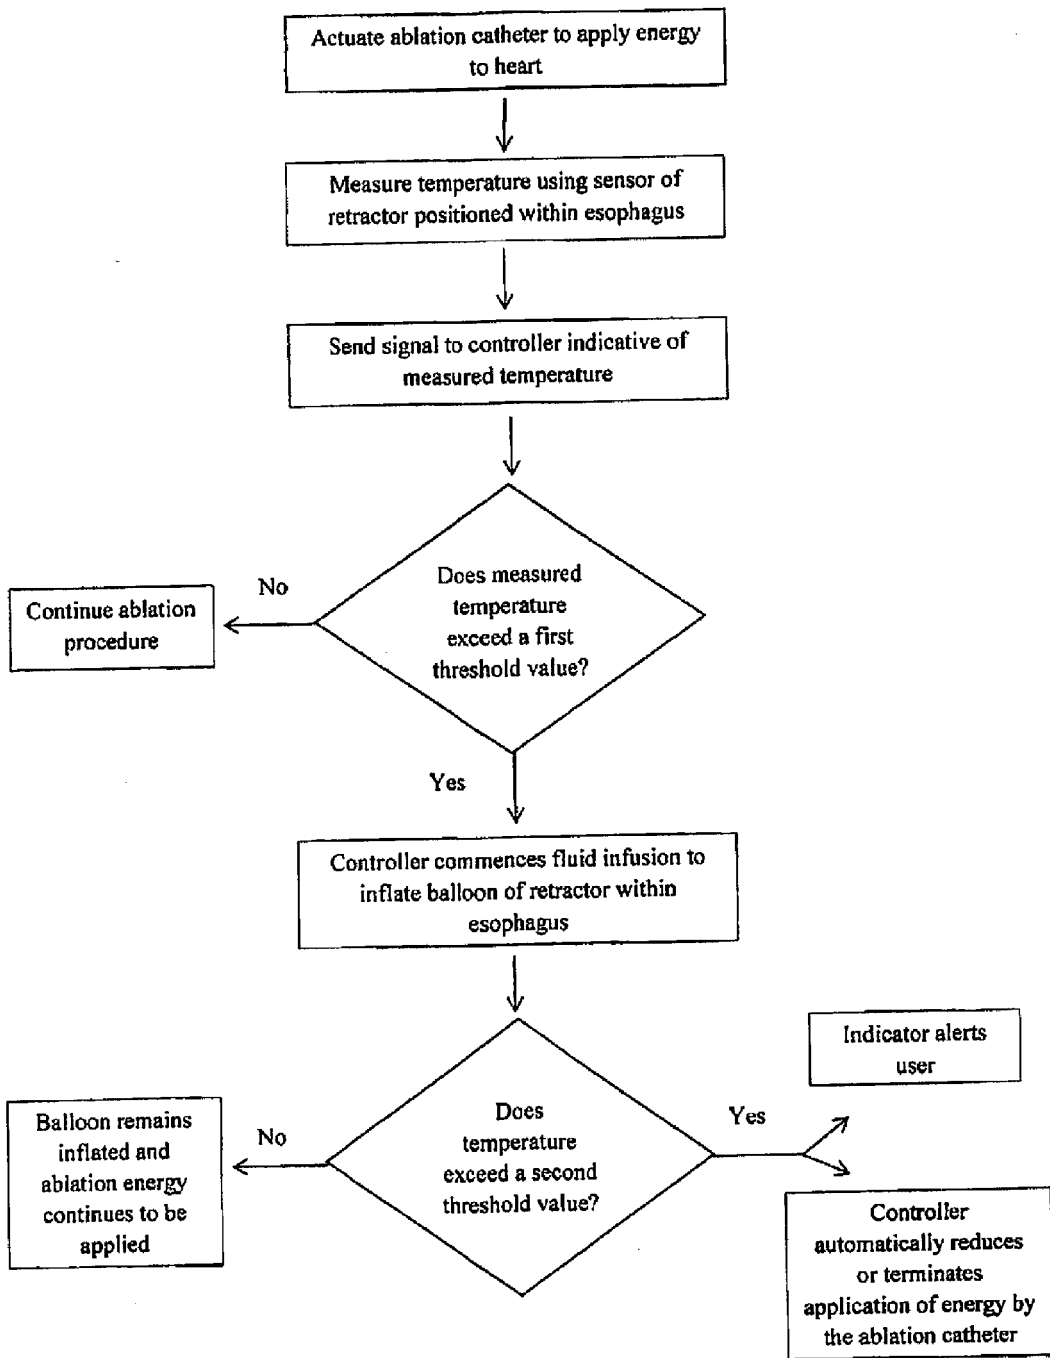 Actuate ablation catheter to apply energy
to heart
Measure temperature using sensor of
retractor positioned within esophagus
Send signal to controller indicative of
measured temperature
Does measured
temperature
exceed a first
threshold value?
No
Continue ablation
procedure
Yes
Controller commences fluid infusion to
inflate balloon of retractor within
esophagus
Does
temperature
exceed a second
threshold value?
No
Balloon remains
inflated and
ablation energy
continues to be
applied
Yes
Indicator alerts
user
Controller
automatically reduces
or terminates
application of energy by
the ablation catheter